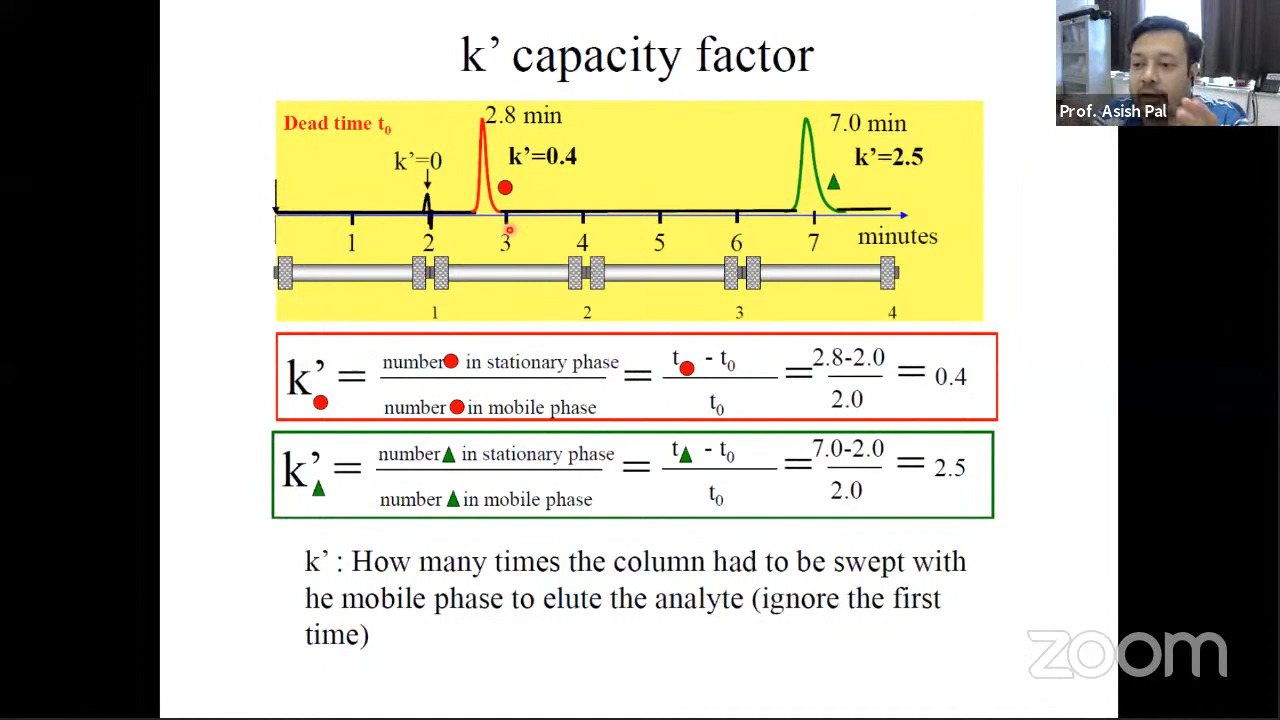 k’ capacity factor
Prof. Asish Pal
Dead time t₀
2.8 min
7.0 min
k’=0
k’=0.4
k’=2.5
1 2 3 4 5 6 7 minutes
1 2 3 4
k’ = number in stationary phase / number in mobile phase = t - t₀ / t₀ = 2.8-2.0 / 2.0 = 0.4
k’ = number in stationary phase / number in mobile phase = t - t₀ / t₀ = 7.0-2.0 / 2.0 = 2.5
k’ : How many times the column had to be swept with
he mobile phase to elute the analyte (ignore the first
time)
zoom